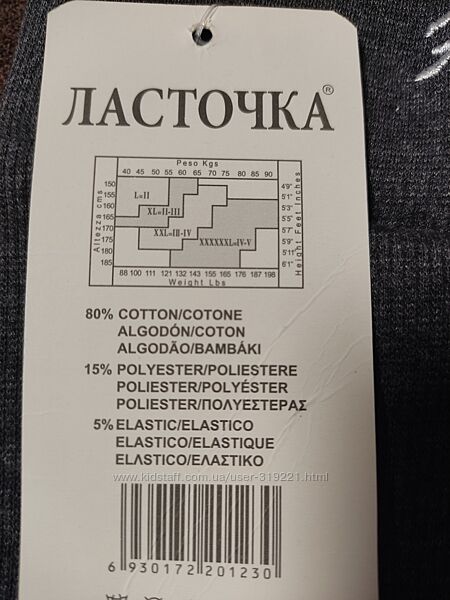 ЛАСТОЧКА®
Peso Kgs
40 45 50 55 60 65 70 75 80 85 90
Altezza cms
150
155
160
165
170
175
180
185
L=II
XL=II-III
XXL=III-IV
XXXXXL=IV-V
4'9"
5'1"
5'3"
5'5"
5'7"
5'9"
5'11"
6'1"
Height Feet Inches
88 100 111 121 132 143 155 165 176 187 198
Weight Lbs
80% COTTON/COTONE
ALGODÓN/COTON
ALGODÃO/BAMBÁKI
15% POLYESTER/POLIESTERE
POLIESTER/POLYÉSTER
POLIESTER/ΠΟΛΥΕΣΤΕΡΑΣ
5% ELASTIC/ELASTICO
ELASTICO/ELASTIQUE
ELΛSTICO/ΕΛΑΣΤΙΚΟ
www.kidstaff.com.ua/user-319221.html
6 930172 201230